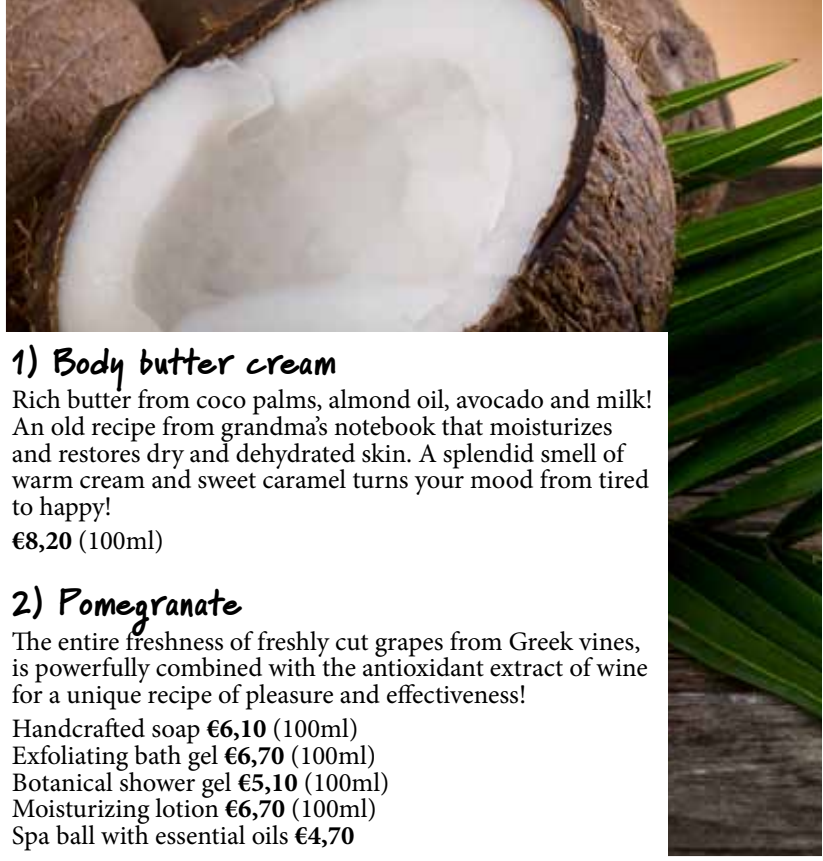 1) Body butter cream
Rich butter from coco palms, almond oil, avocado and milk!
An old recipe from grandma's notebook that moisturizes
and restores dry and dehydrated skin. A splendid smell of
warm cream and sweet caramel turns your mood from tired
to happy!
€8,20 (100ml)
2) Pomegranate
The entire freshness of freshly cut grapes from Greek vines,
is powerfully combined with the antioxidant extract of wine
for a unique recipe of pleasure and effectiveness!
Handcrafted soap €6,10 (100ml)
Exfoliating bath gel €6,70 (100ml)
Botanical shower gel €5,10 (100ml)
Moisturizing lotion €6,70 (100ml)
Spa ball with essential oils €4,70